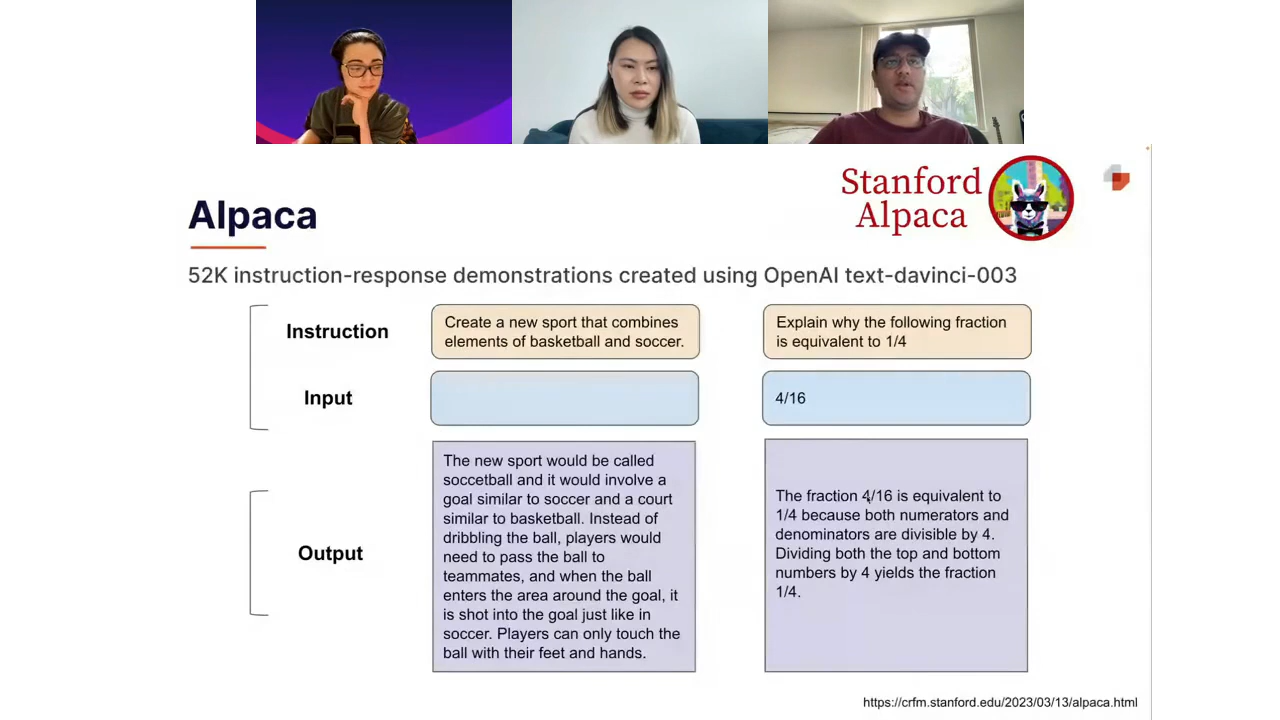 Stanford
Alpaca
Alpaca
52K instruction-response demonstrations created using OpenAI text-davinci-003
Instruction
Create a new sport that combines
elements of basketball and soccer.
Explain why the following fraction
is equivalent to 1/4
Input
4/16
Output
The new sport would be called
soccetball and it would involve a
goal similar to soccer and a court
similar to basketball. Instead of
dribbling the ball, players would
need to pass the ball to
teammates, and when the ball
enters the area around the goal, it
is shot into the goal just like in
soccer. Players can only touch the
ball with their feet and hands.
The fraction 4/16 is equivalent to
1/4 because both numerators and
denominators are divisible by 4.
Dividing both the top and bottom
numbers by 4 yields the fraction
1/4.
https://crfm.stanford.edu/2023/03/13/alpaca.html